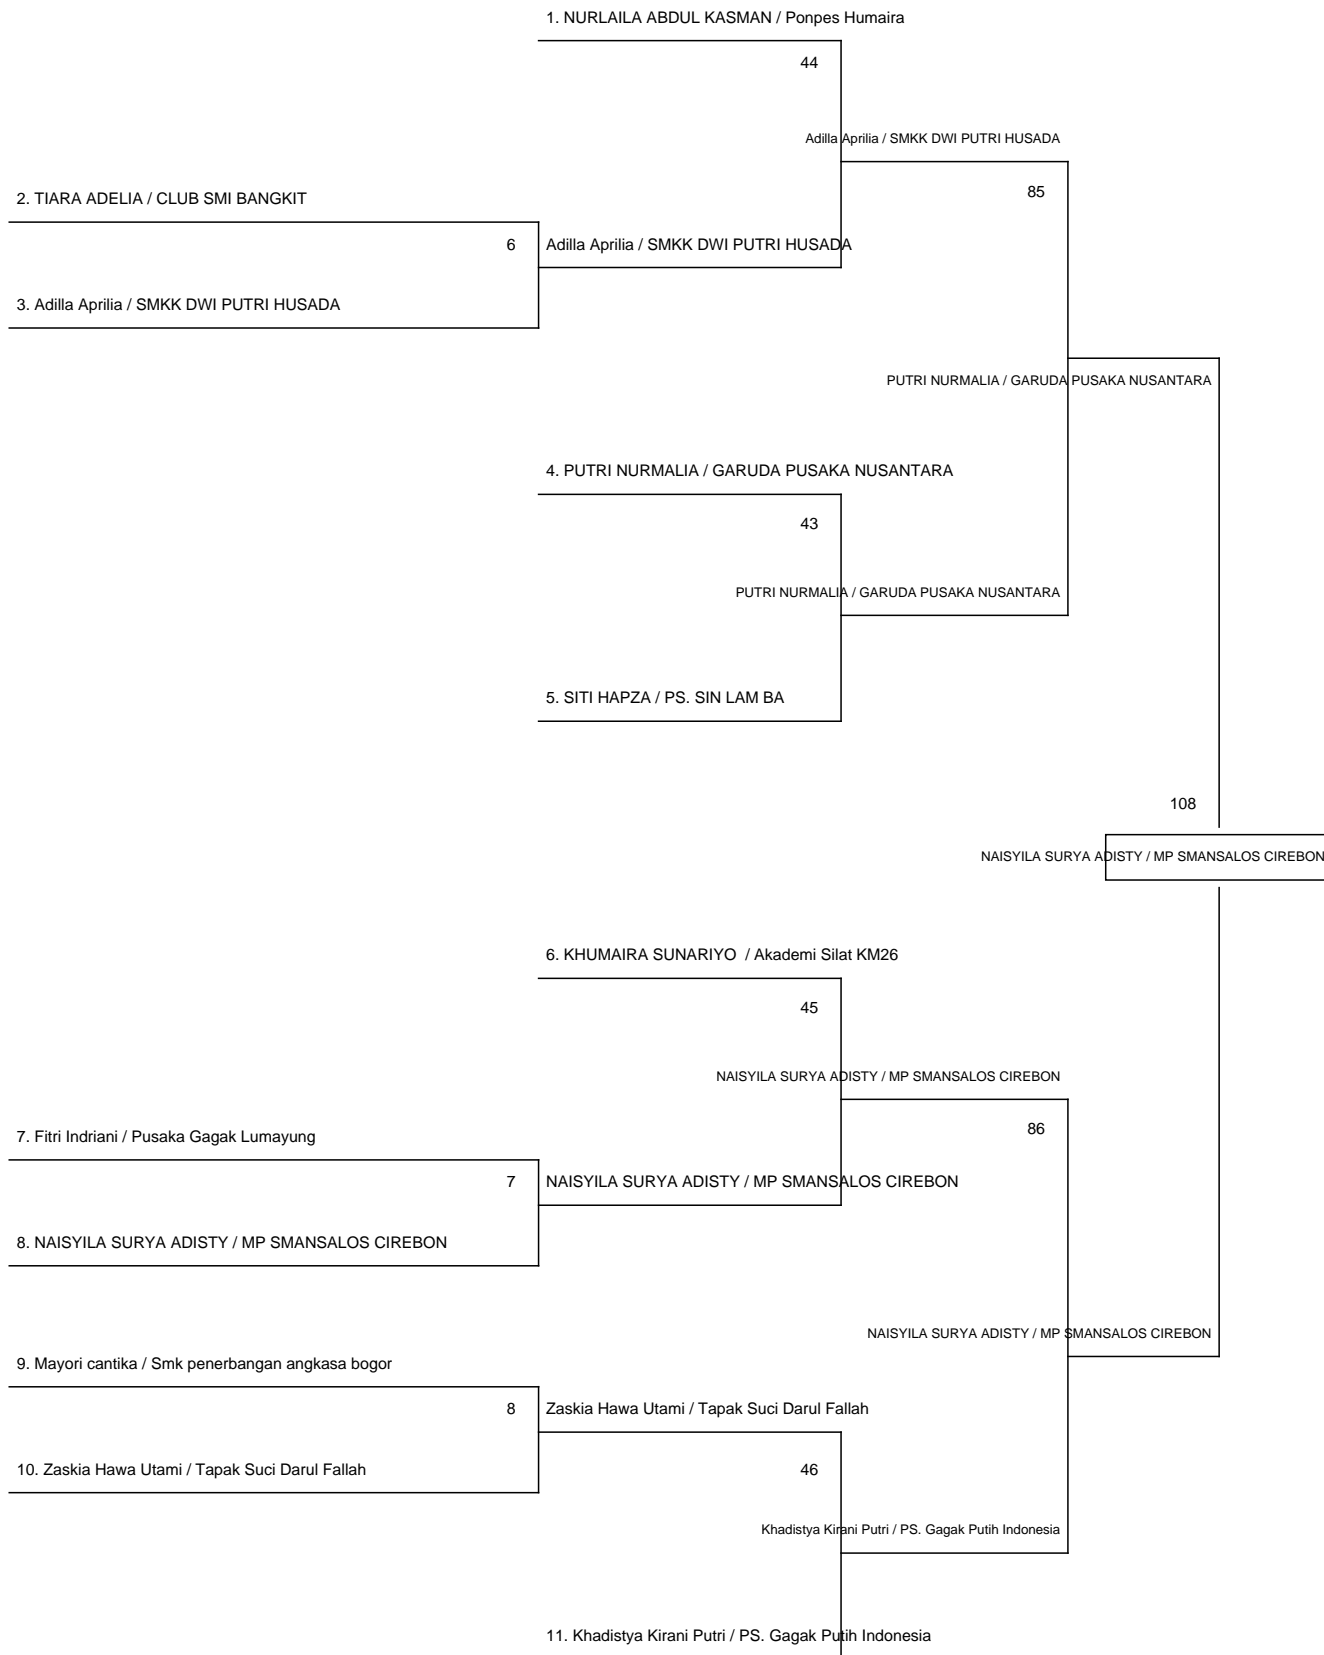 1. NURLAILA ABDUL KASMAN / Ponpes Humaira
44
Adilla Aprilia / SMKK DWI PUTRI HUSADA
85
2. TIARA ADELIA / CLUB SMI BANGKIT
6
Adilla Aprilia / SMKK DWI PUTRI HUSADA
3. Adilla Aprilia / SMKK DWI PUTRI HUSADA
PUTRI NURMALIA / GARUDA PUSAKA NUSANTARA
4. PUTRI NURMALIA / GARUDA PUSAKA NUSANTARA
43
PUTRI NURMALIA / GARUDA PUSAKA NUSANTARA
5. SITI HAPZA / PS. SIN LAM BA
108
NAISYILA SURYA ADISTY / MP SMANSALOS CIREBON
6. KHUMAIRA SUNARIYO / Akademi Silat KM26
45
NAISYILA SURYA ADISTY / MP SMANSALOS CIREBON
86
7. Fitri Indriani / Pusaka Gagak Lumayung
7
NAISYILA SURYA ADISTY / MP SMANSALOS CIREBON
8. NAISYILA SURYA ADISTY / MP SMANSALOS CIREBON
NAISYILA SURYA ADISTY / MP SMANSALOS CIREBON
9. Mayori cantika / Smk penerbangan angkasa bogor
8
Zaskia Hawa Utami / Tapak Suci Darul Fallah
10. Zaskia Hawa Utami / Tapak Suci Darul Fallah
46
Khadistya Kirani Putri / PS. Gagak Putih Indonesia
11. Khadistya Kirani Putri / PS. Gagak Putih Indonesia